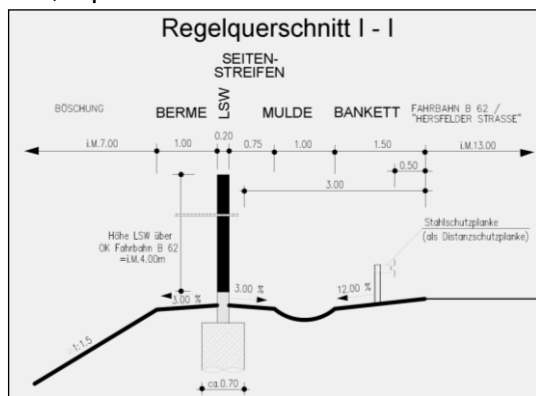 Regelquerschnitt I - I
SEITEN-
STREIFEN
BÖSCHUNG
BERME
LSW
MULDE
BANKETT
FAHRBAHN B 62 /
"HERSFELDER STRASSE"
i.M.7.00
1.00
0.20
0.75
1.00
1.50
i.M.13.00
0.50
3.00
Höhe LSW über
OK Fahrbahn B 62
=i.M.4.00m
Stahlschutzplanke
(als Distanzschutzplanke)
3.00 %
3.00 %
12.00 %
1:1.5
ca.0.70